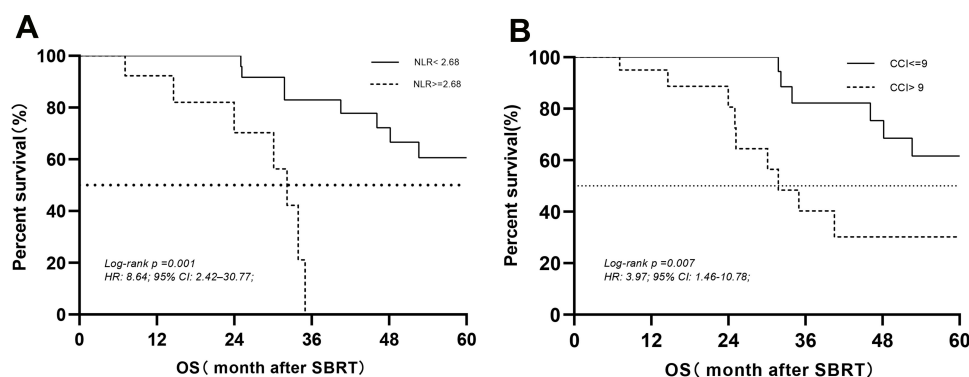 A
Percent survival(%)
100
80
60
40
20
0
NLR< 2.68
NLR>=2.68
Log-rank p =0.001
HR: 8.64; 95% CI: 2.42–30.77;
0 12 24 36 48 60
OS( month after SBRT)
B
Percent survival(%)
100
80
60
40
20
0
CCI<=9
CCI> 9
Log-rank p =0.007
HR: 3.97; 95% CI: 1.46-10.78;
0 12 24 36 48 60
OS( month after SBRT)